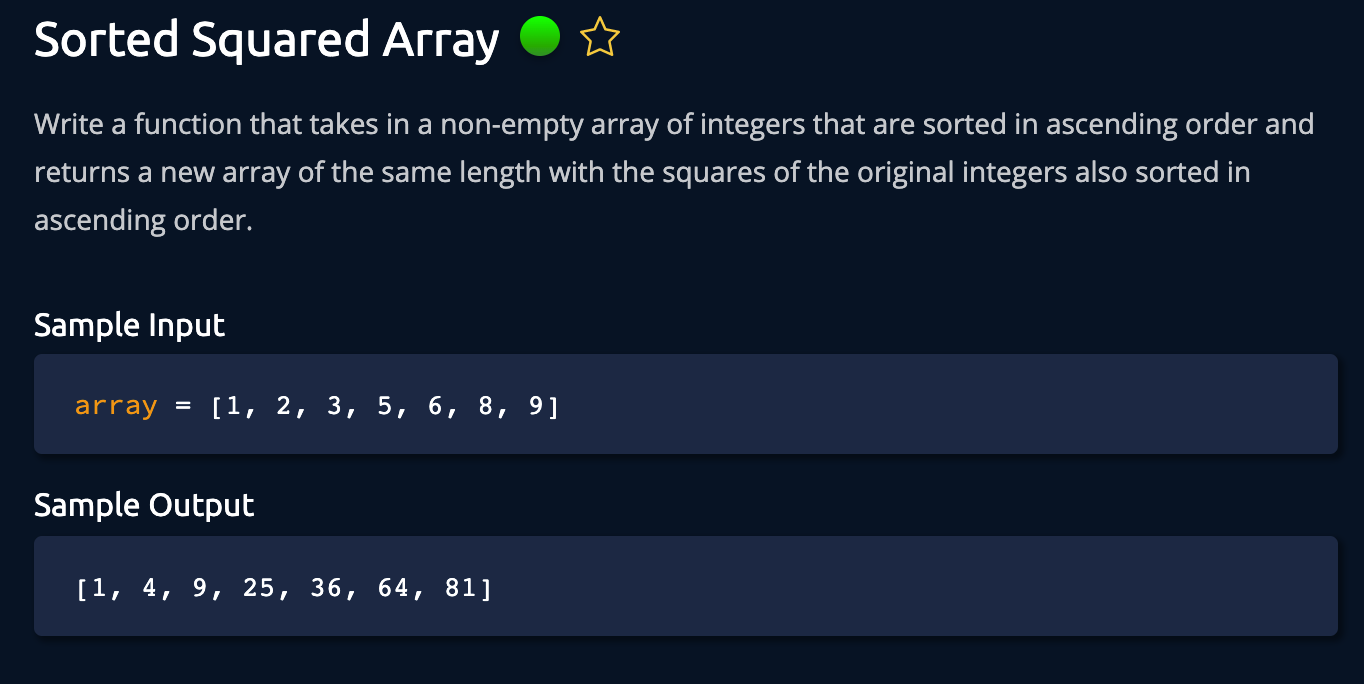 Sorted Squared Array
Write a function that takes in a non-empty array of integers that are sorted in ascending order and
returns a new array of the same length with the squares of the original integers also sorted in
ascending order.
Sample Input
array = [1, 2, 3, 5, 6, 8, 9]
Sample Output
[1, 4, 9, 25, 36, 64, 81]